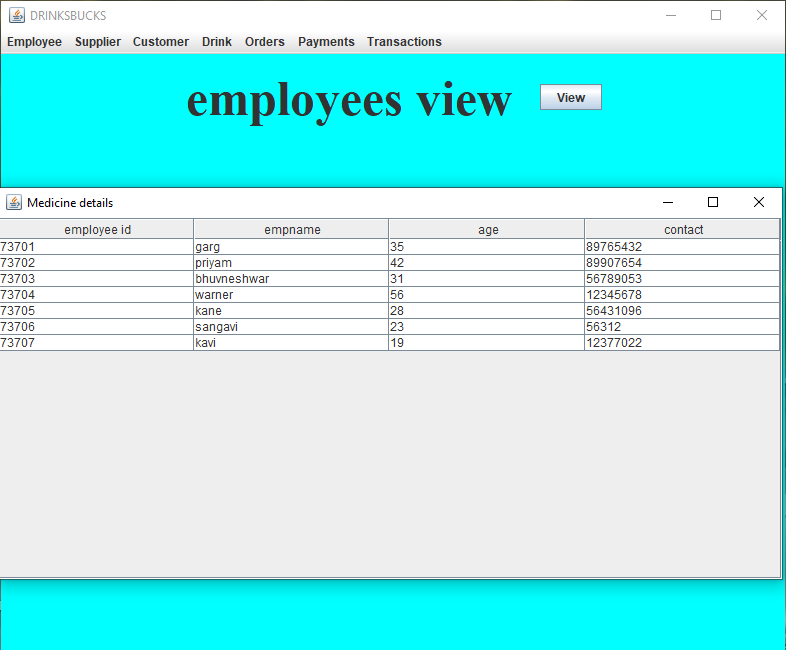 DRINKSBUCKS
Employee Supplier Customer Drink Orders Payments Transactions
employees view View
Medicine details
employee id empname age contact
73701 garg 35 89765432
73702 priyam 42 89907654
73703 bhuvneshwar 31 56789053
73704 warner 56 12345678
73705 kane 28 56431096
73706 sangavi 23 56312
73707 kavi 19 12377022